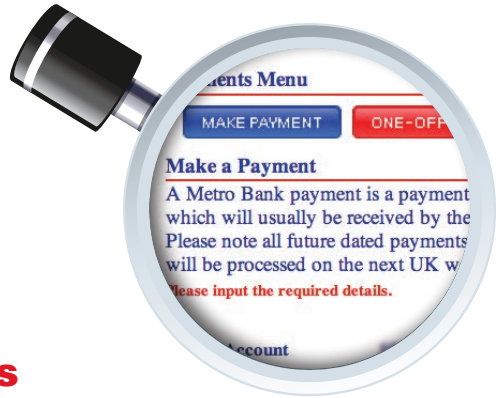 ents Menu
MAKE PAYMENT ONE-OFF
Make a Payment
A Metro Bank payment is a payment
which will usually be received by the
Please note all future dated payments
will be processed on the next UK w
Please input the required details.
Account
s